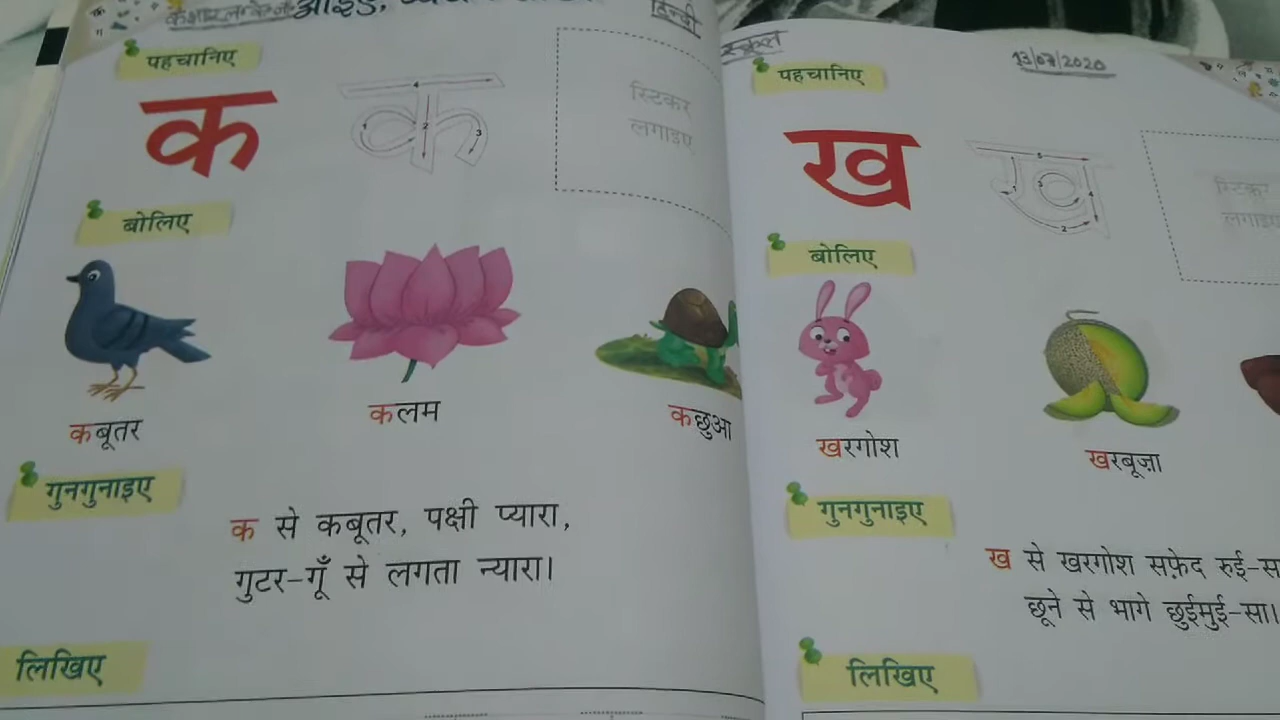 हिन्दी
पहचानिए
क
स्टिकर
लगाइए
बोलिए
कबूतर
कलम
कछुआ
गुनगुनाइए
क से कबूतर, पक्षी प्यारा,
गुटर-गूँ से लगता न्यारा।
लिखिए
स्कूल
13/07/2020
पहचानिए
ख
स्टिकर
बोलिए
खरगोश
खरबूज़ा
गुनगुनाइए
ख से खरगोश सफ़ेद रुई-स
छूने से भागे छुईमुई-सा।
लिखिए